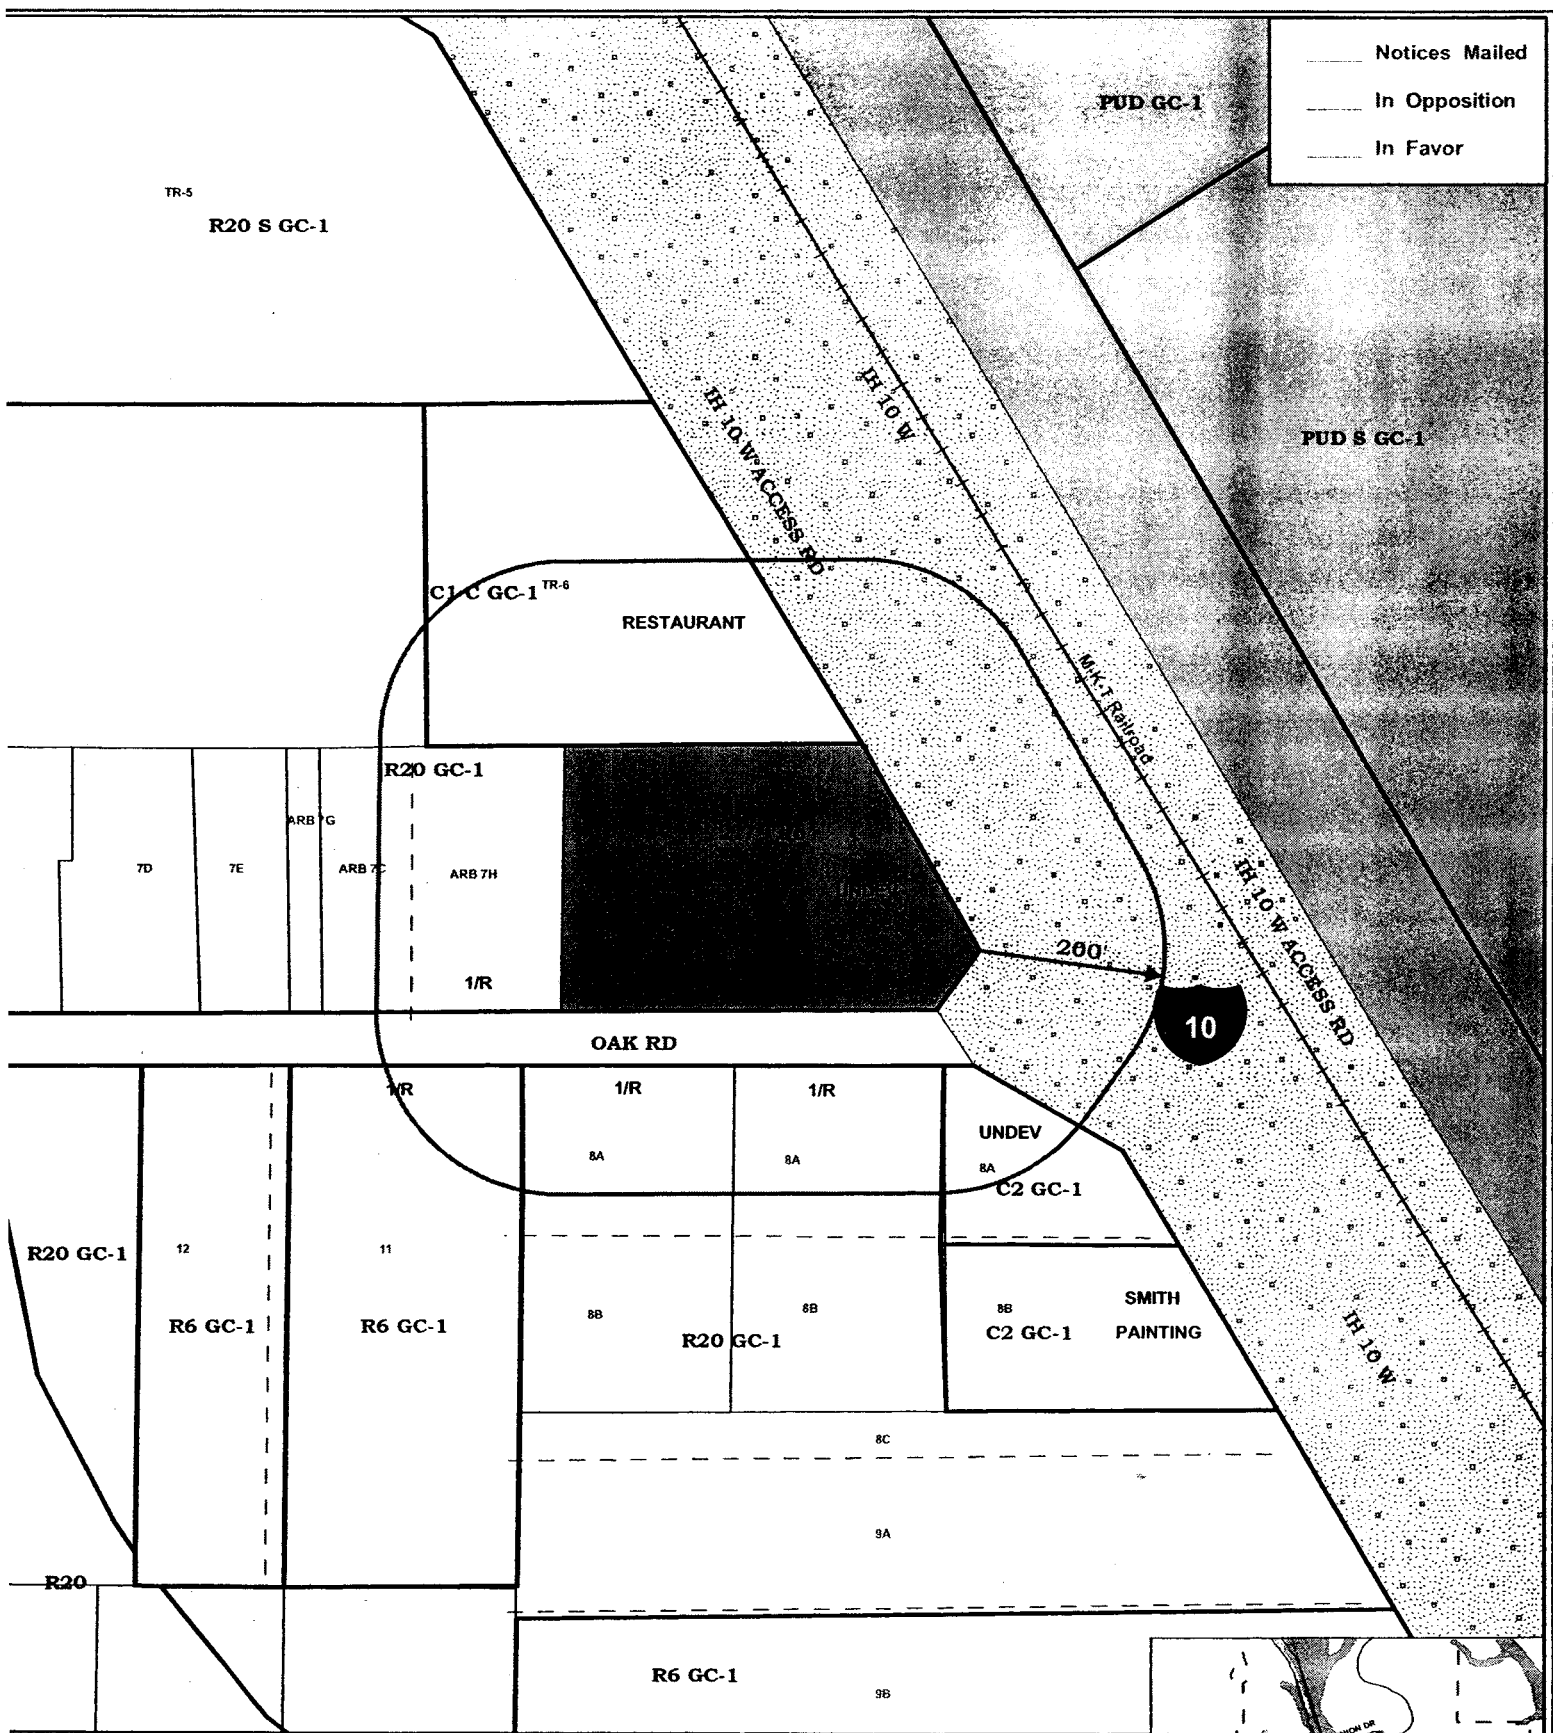 Notices Mailed
In Opposition
In Favor
PUD GC-1
TR-5
R20 S GC-1
IH 10 W ACCESS RD
IH 10 W
PUD S GC-1
C1 C GC-1 TR-6
RESTAURANT
M-K-T Railroad
R20 GC-1
ARB 7G
7D
7E
ARB 7C
ARB 7H
1/R
200'
IH 10 W ACCESS RD
10
OAK RD
1/R
1/R
1/R
UNDEV
8A
8A
8A
C2 GC-1
R20 GC-1
12
11
R6 GC-1
R6 GC-1
8B
8B
R20 GC-1
8B
C2 GC-1
SMITH
PAINTING
IH 10 W
8C
9A
R20
R6 GC-1
9B